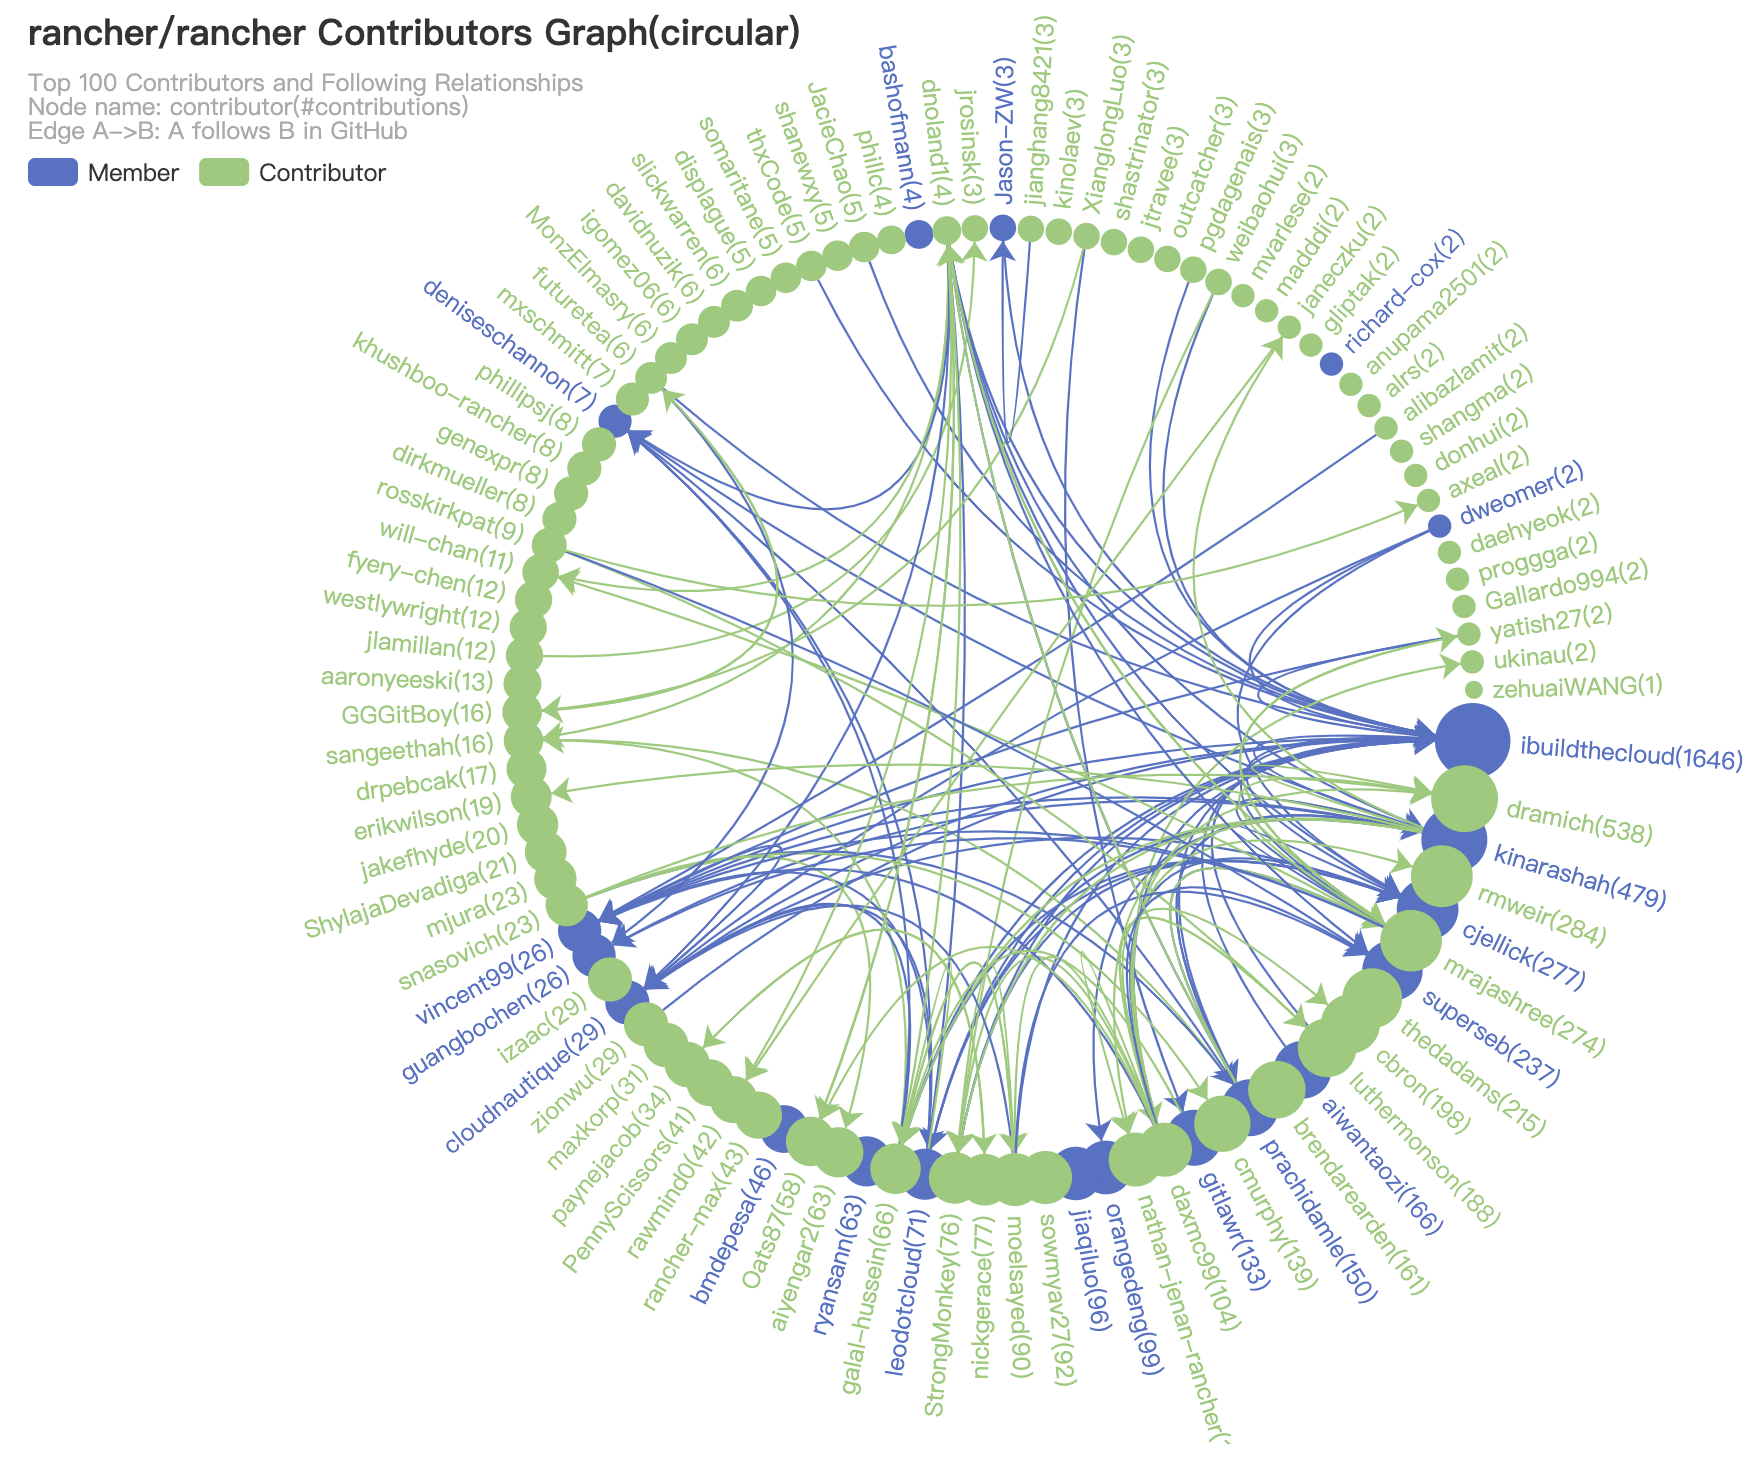 rancher/rancher Contributors Graph(circular)
Top 100 Contributors and Following Relationships
Node name: contributor(#contributions)
Edge A->B: A follows B in GitHub
Member
Contributor
ibuildthecloud(1646)
dramich(538)
kinarashah(479)
rmweir(284)
cjellick(277)
mrajashree(274)
superseb(237)
thedadams(215)
cbron(198)
luthermonson(188)
aiwantaozi(166)
brendarearden(161)
prachidamle(150)
cmurphy(139)
gitlawr(133)
daxmc99(104)
nathan-jenan-rancher(
orangedeng(99)
jiaqiluo(96)
sowmyav27(92)
moelsayed(90)
nickgerace(77)
StrongMonkey(76)
leodotcloud(71)
galal-hussein(66)
ryansann(63)
aiyengar2(63)
Oats87(58)
bmdepesa(46)
rancher-max(43)
rawmind0(42)
PennyScissors(41)
paynejacob(34)
maxkorp(31)
zionwu(29)
cloudnautique(29)
izaac(29)
guangbochen(26)
vincent99(26)
snasovich(23)
mjura(23)
ShylajaDevadiga(21)
jakefhyde(20)
erikwilson(19)
drpebcak(17)
sangeethah(16)
GGGitBoy(16)
aaronyeeski(13)
jlamillan(12)
westlywright(12)
fyery-chen(12)
will-chan(11)
rosskirkpat(9)
dirkmueller(8)
genexpr(8)
khushboo-rancher(8)
phillipsj(8)
deniseschannon(7)
mxschmitt(7)
futuretea(6)
MonzElmasry(6)
igomez06(6)
davidnuzik(6)
slickwarren(6)
displague(5)
somaritane(5)
thxCode(5)
shanewxy(5)
JacieChao(5)
phillc(4)
bashofmann(4)
dnoland1(4)
jrosinsk(3)
Jason-ZW(3)
jianghang8421(3)
kinolaev(3)
XianglongLuo(3)
shastrinator(3)
jtravee(3)
outcatcher(3)
pgdagenais(3)
weibaohui(3)
mvarlese(2)
maddi(2)
janeczku(2)
gliptak(2)
richard-cox(2)
anupama2501(2)
alrs(2)
alibazlamit(2)
shangma(2)
donhui(2)
axeal(2)
dweomer(2)
daehyeok(2)
proggga(2)
Gallardo994(2)
yatish27(2)
ukinau(2)
zehuaiWANG(1)